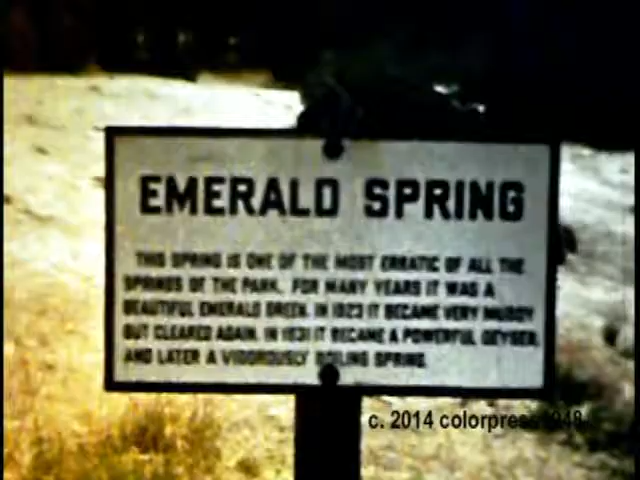 EMERALD SPRING
THIS SPRING IS ONE OF THE MOST ERRATIC OF ALL THE
SPRINGS OF THE PARK. FOR MANY YEARS IT WAS A
BEAUTIFUL EMERALD GREEN. IN 1923 IT BECAME VERY MUDDY
BUT CLEARED AGAIN. IN 1931 IT BECAME A POWERFUL GEYSER,
AND LATER A VIGOROUSLY BOILING SPRING.
c. 2014 colorpress1948